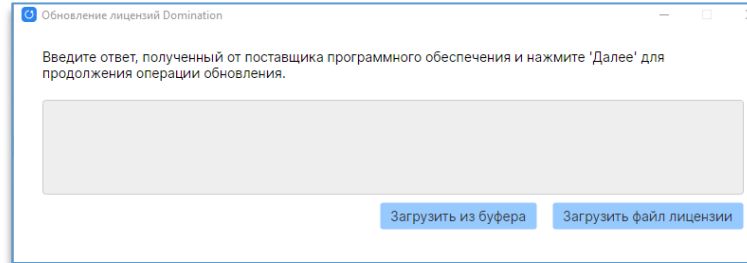 Обновление лицензий Domination
Введите ответ, полученный от поставщика программного обеспечения и нажмите 'Далее' для
продолжения операции обновления.
Загрузить из буфера Загрузить файл лицензии